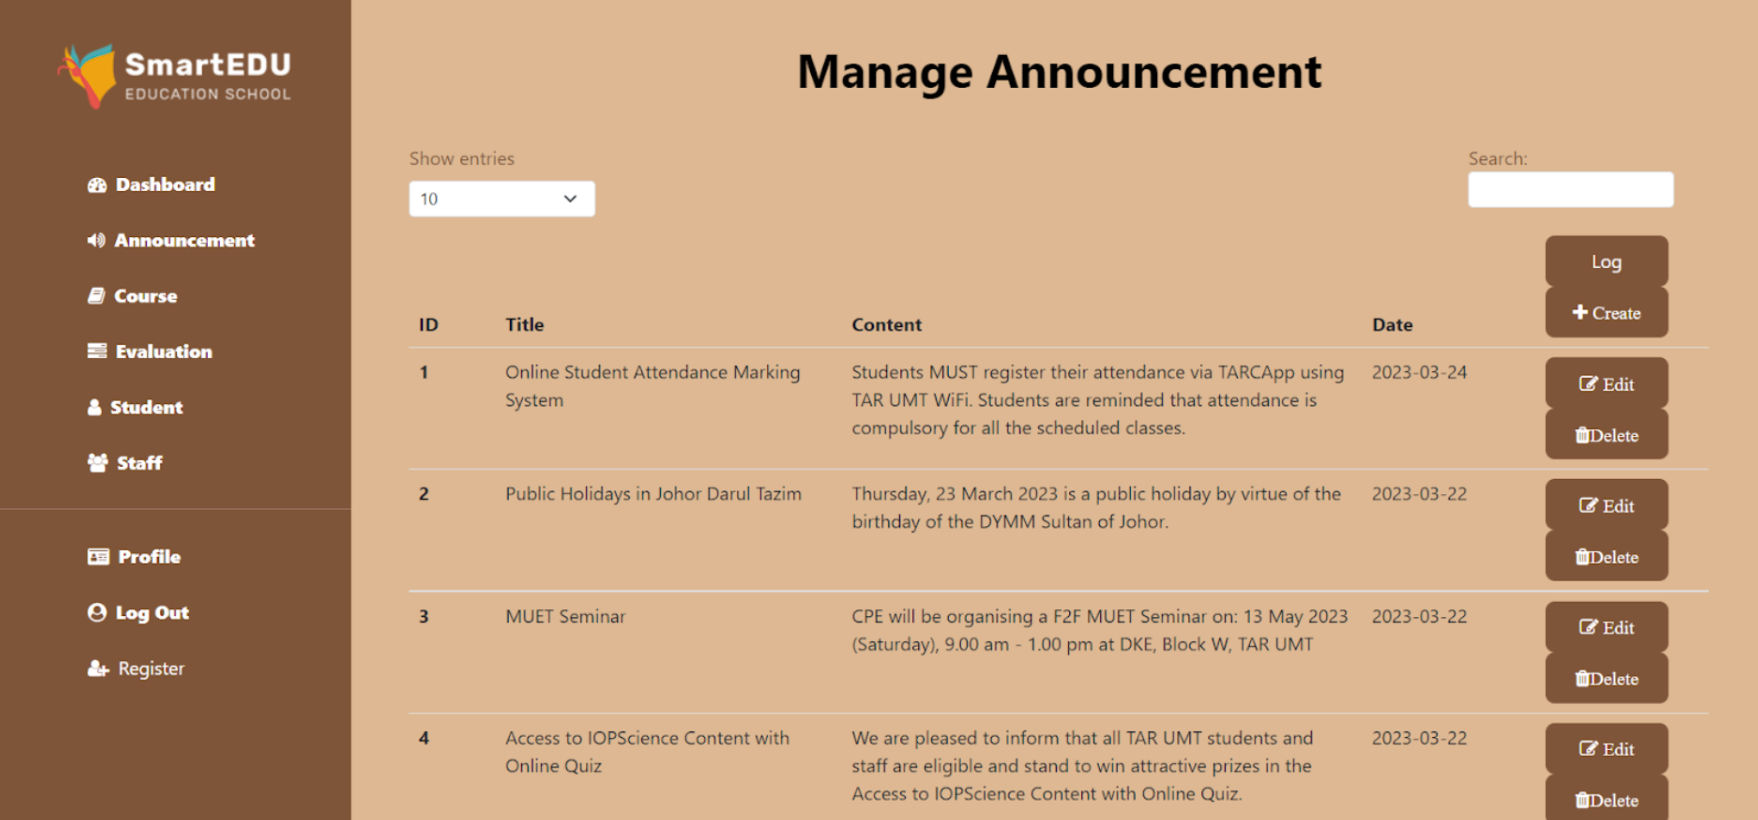 SmartEDU
EDUCATION SCHOOL
Dashboard
Announcement
Course
Evaluation
Student
Staff
Profile
Log Out
Register
Manage Announcement
Show entries
10
Search:
Log
Create
ID Title Content Date
1 Online Student Attendance Marking Students MUST register their attendance via TARCApp using 2023-03-24 Edit
System TAR UMT WiFi. Students are reminded that attendance is
compulsory for all the scheduled classes. Delete
2 Public Holidays in Johor Darul Tazim Thursday, 23 March 2023 is a public holiday by virtue of the 2023-03-22 Edit
birthday of the DYMM Sultan of Johor.
Delete
3 MUET Seminar CPE will be organising a F2F MUET Seminar on: 13 May 2023 2023-03-22 Edit
(Saturday), 9.00 am - 1.00 pm at DKE, Block W, TAR UMT
Delete
4 Access to IOPScience Content with We are pleased to inform that all TAR UMT students and 2023-03-22 Edit
Online Quiz staff are eligible and stand to win attractive prizes in the
Access to IOPScience Content with Online Quiz. Delete